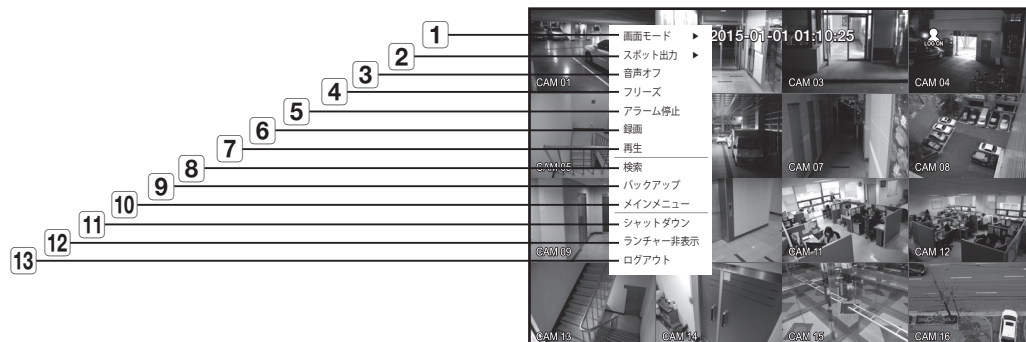 1 画面モード ▶
2 スポット出力 ▶
3 音声オフ
4 フリーズ
5 アラーム停止
6 録画
7 再生
8 検索
9 バックアップ
10 メインメニュー
11 シャットダウン
12 ランチャー非表示
13 ログアウト
2015-01-01 01:10:25
LOG ON
CAM 01
CAM 03
CAM 04
CAM 05
CAM 07
CAM 08
CAM 09
CAM 11
CAM 12
CAM 13
CAM 14
CAM 15
CAM 16